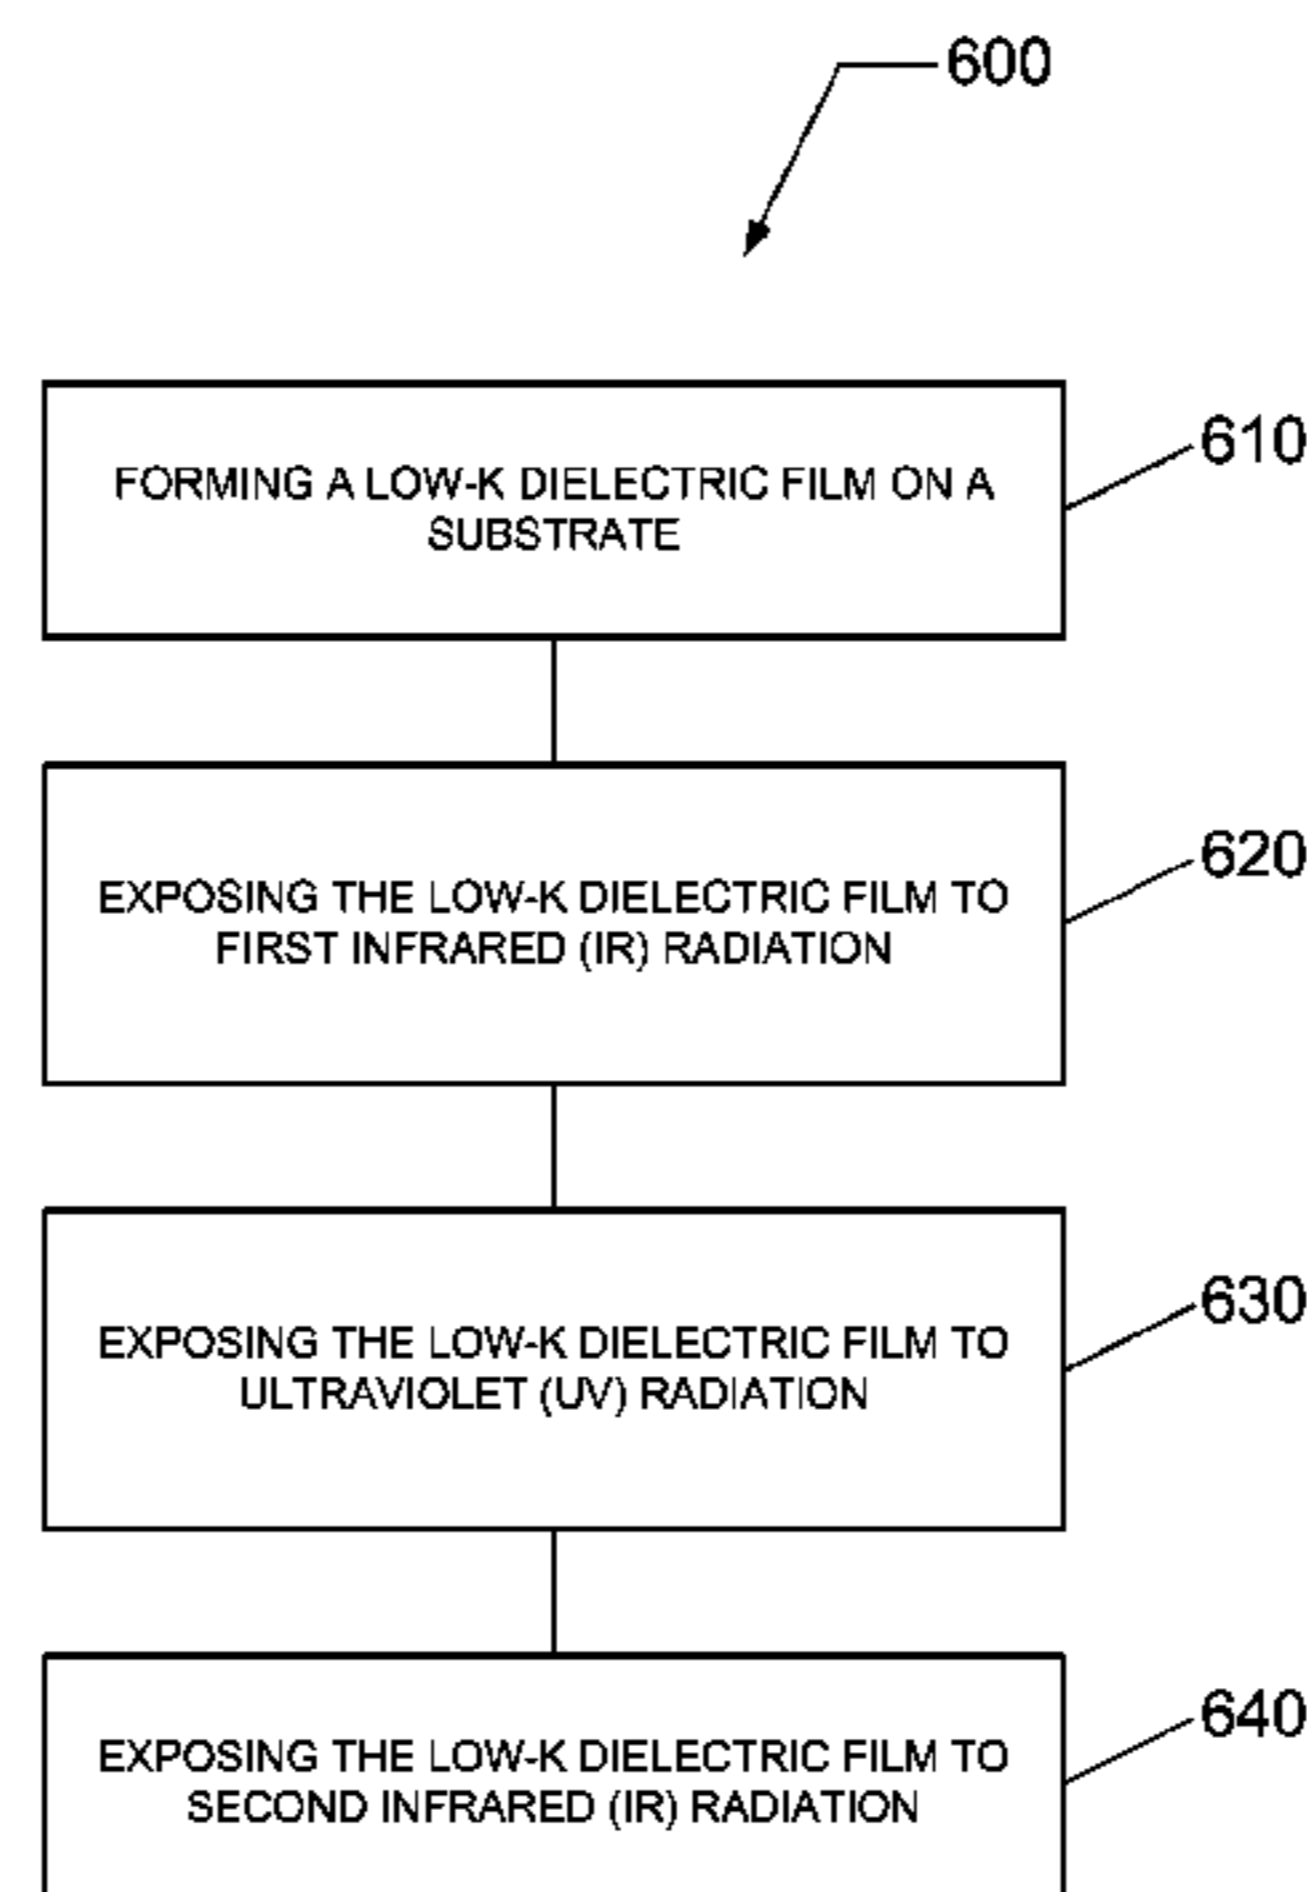 600
FORMING A LOW-K DIELECTRIC FILM ON A
SUBSTRATE
610
EXPOSING THE LOW-K DIELECTRIC FILM TO
FIRST INFRARED (IR) RADIATION
620
EXPOSING THE LOW-K DIELECTRIC FILM TO
ULTRAVIOLET (UV) RADIATION
630
EXPOSING THE LOW-K DIELECTRIC FILM TO
SECOND INFRARED (IR) RADIATION
640